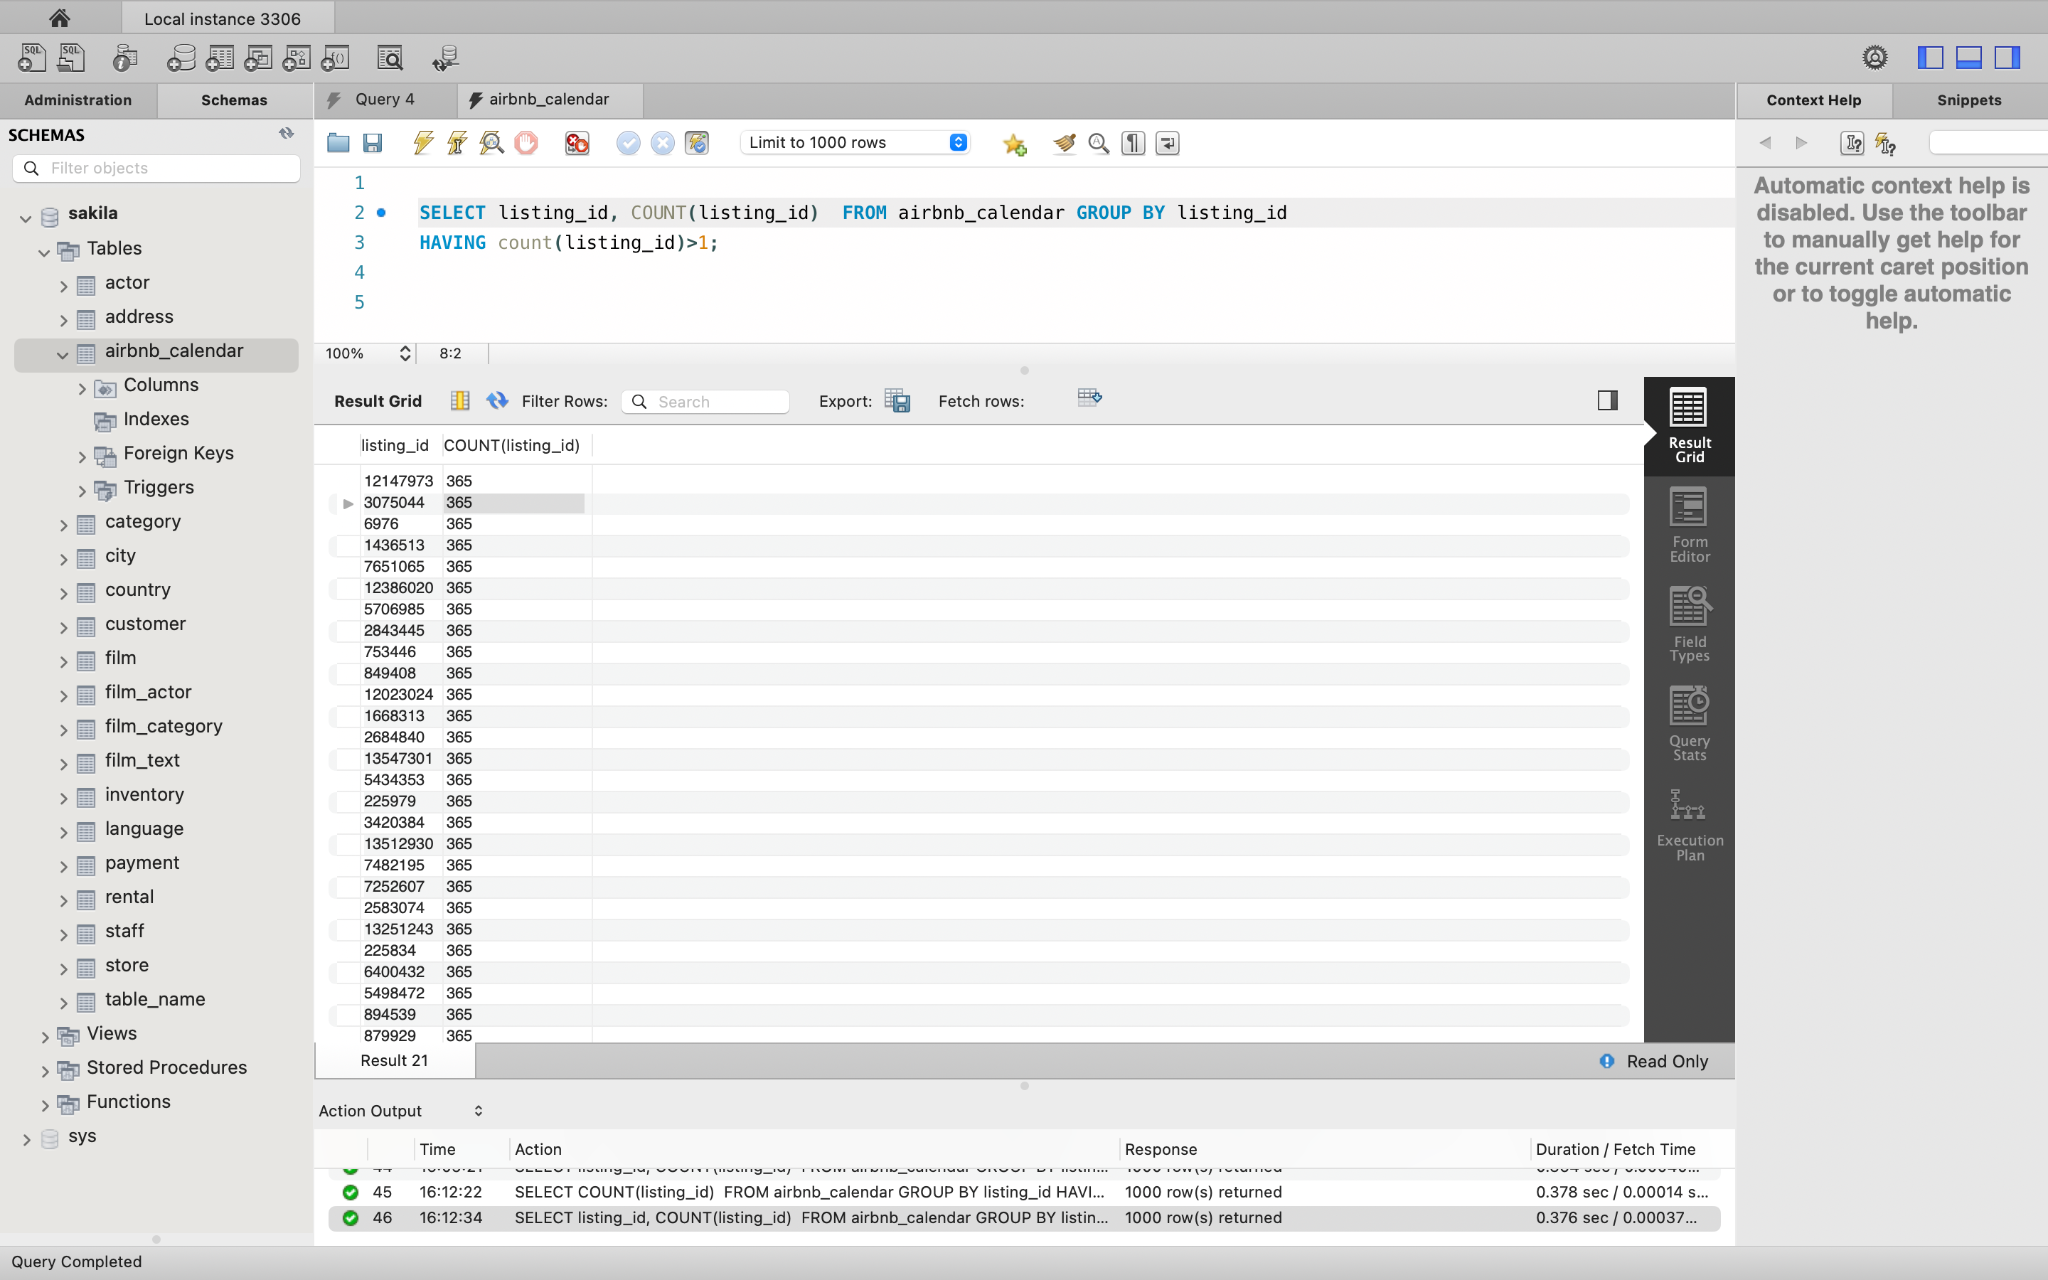 Local instance 3306
SQL SQL
Administration Schemas Query 4 airbnb_calendar Context Help Snippets
SCHEMAS
Filter objects
Limit to 1000 rows
Automatic context help is
disabled. Use the toolbar
to manually get help for
the current caret position
or to toggle automatic
help.
1
2 SELECT listing_id, COUNT(listing_id)  FROM airbnb_calendar GROUP BY listing_id
3 HAVING count(listing_id)>1;
4
5
100% 8:2
sakila
Tables
actor
address
airbnb_calendar
Columns
Indexes
Foreign Keys
Triggers
category
city
country
customer
film
film_actor
film_category
film_text
inventory
language
payment
rental
staff
store
table_name
Views
Stored Procedures
Functions
sys
Result Grid Filter Rows: Search Export: Fetch rows:
listing_id COUNT(listing_id)
12147973 365
3075044 365
6976 365
1436513 365
7651065 365
12386020 365
5706985 365
2843445 365
753446 365
849408 365
12023024 365
1668313 365
2684840 365
13547301 365
5434353 365
225979 365
3420384 365
13512930 365
7482195 365
7252607 365
2583074 365
13251243 365
225834 365
6400432 365
5498472 365
894539 365
879929 365
Result
Grid
Form
Editor
Field
Types
Query
Stats
Execution
Plan
Result 21 Read Only
Action Output
Time Action Response Duration / Fetch Time
45 16:12:22 SELECT COUNT(listing_id)  FROM airbnb_calendar GROUP BY listing_id HAVI... 1000 row(s) returned 0.378 sec / 0.00014 s...
46 16:12:34 SELECT listing_id, COUNT(listing_id)  FROM airbnb_calendar GROUP BY listin... 1000 row(s) returned 0.376 sec / 0.00037...
Query Completed